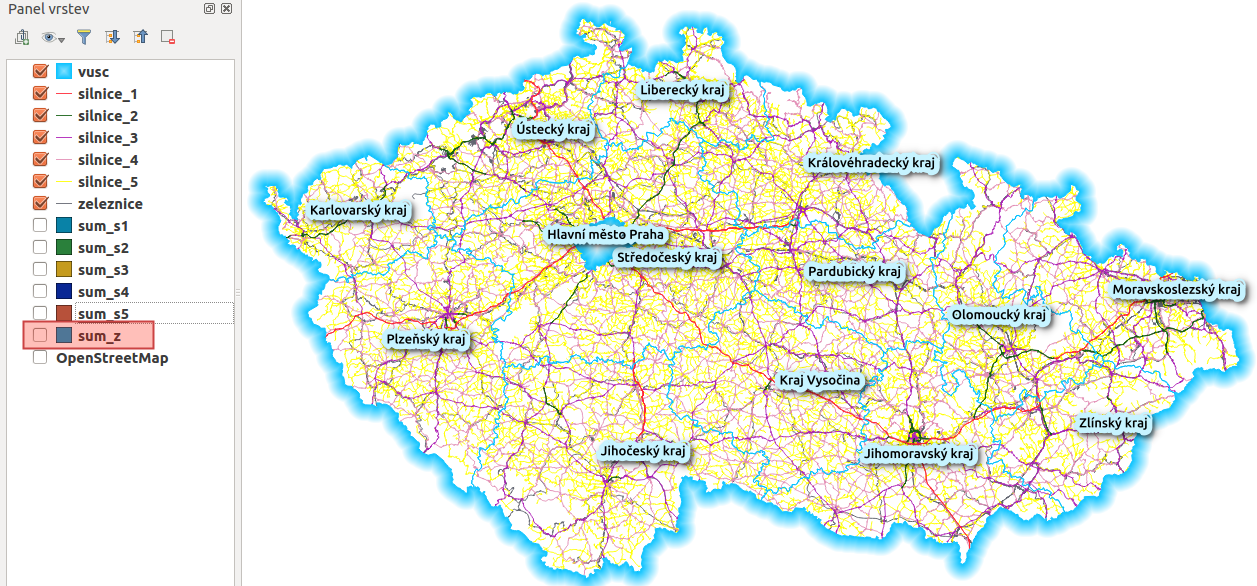 Panel vrstev
vusc
silnice_1
silnice_2
silnice_3
silnice_4
silnice_5
zeleznice
sum_s1
sum_s2
sum_s3
sum_s4
sum_s5
sum_z
OpenStreetMap
Liberecký kraj
Ústecký kraj
Královéhradecký kraj
Karlovarský kraj
Hlavní město Praha
Středočeský kraj
Pardubický kraj
Moravskoslezský kraj
Olomoucký kraj
Plzeňský kraj
Kraj Vysočina
Zlínský kraj
Jihočeský kraj
Jihomoravský kraj